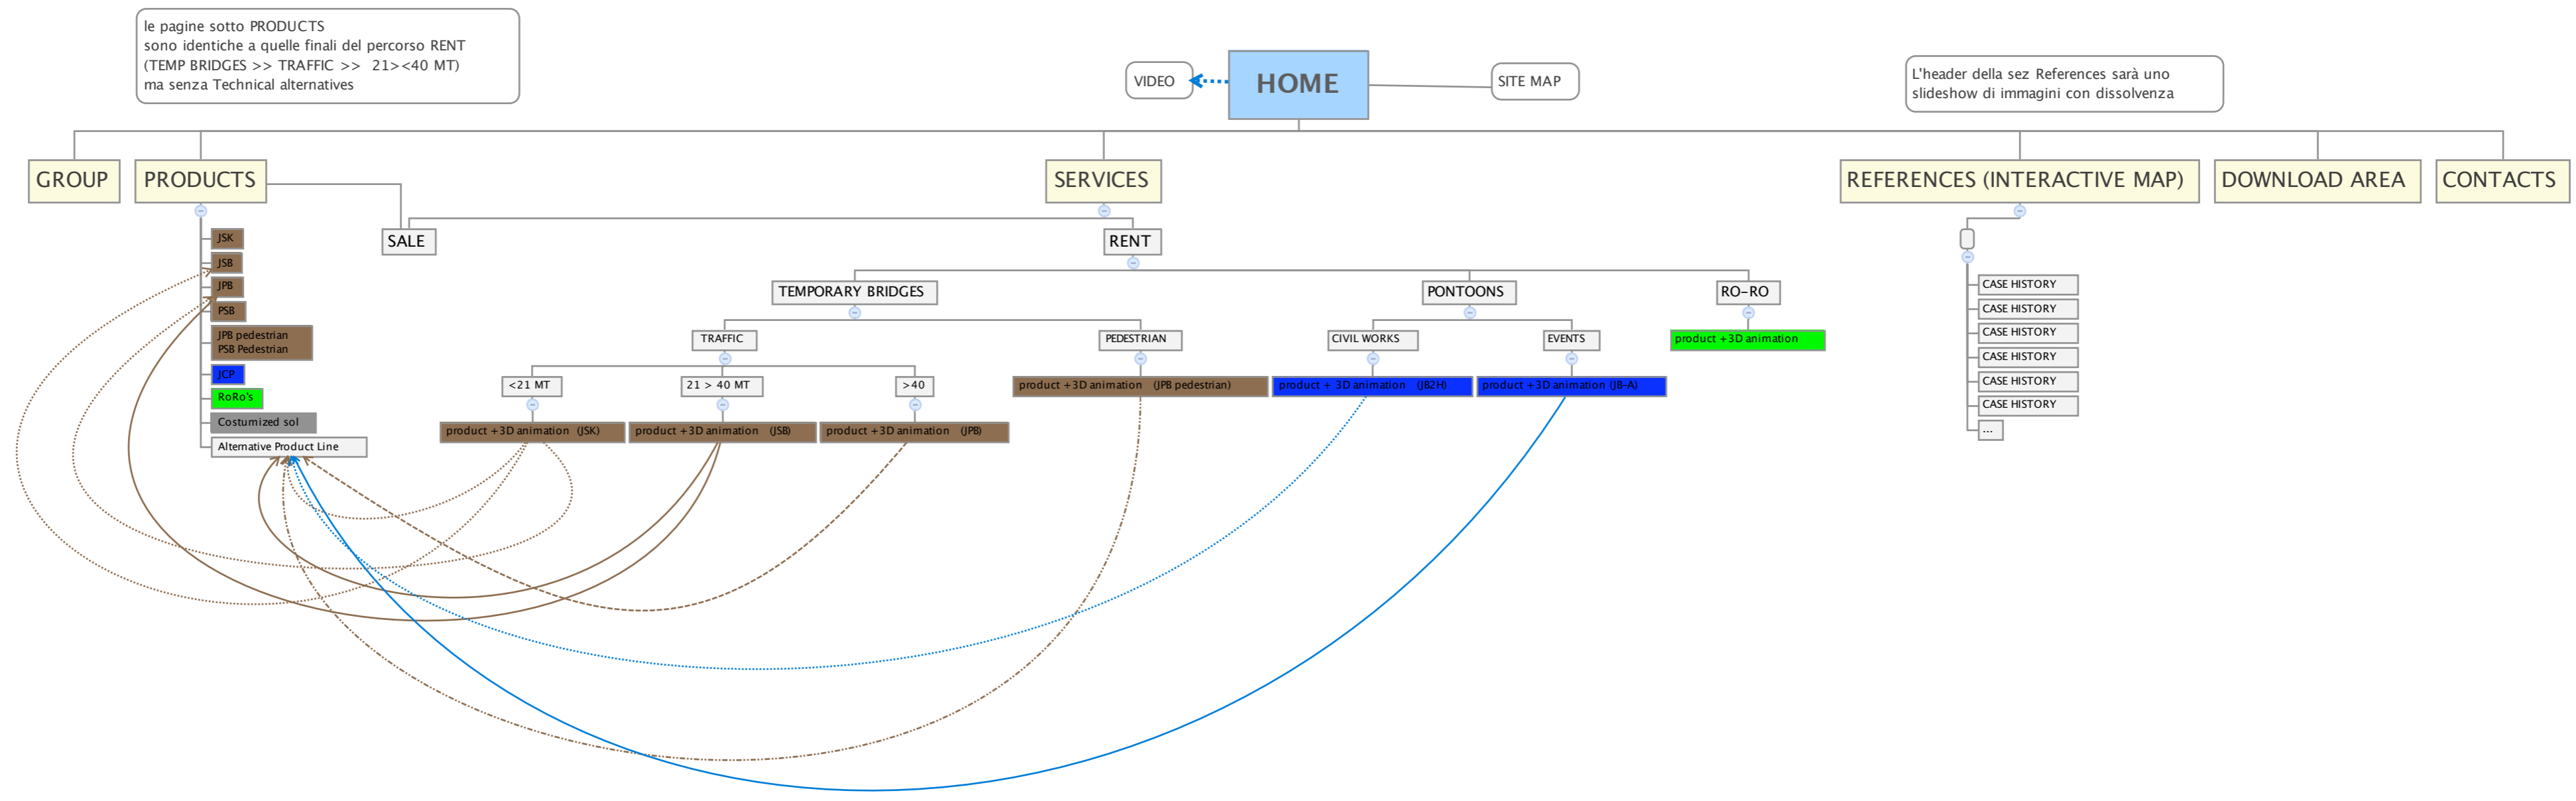 le pagine sotto PRODUCTS
sono identiche a quelle finali del percorso RENT
(TEMP BRIDGES >> TRAFFIC >> 21><40 MT)
ma senza Technical alternatives
VIDEO
HOME
SITE MAP
L'header della sez References sarà uno
slideshow di immagini con dissolvenza
GROUP
PRODUCTS
SERVICES
REFERENCES (INTERACTIVE MAP)
DOWNLOAD AREA
CONTACTS
JSK
JSB
JPB
PSB
JPB pedestrian
PSB Pedestrian
JCP
RoRo's
Costumized sol
Alternative Product Line
SALE
RENT
TEMPORARY BRIDGES
PONTOONS
RO-RO
TRAFFIC
PEDESTRIAN
CIVIL WORKS
EVENTS
product +3D animation
<21 MT
21 > 40 MT
>40
product +3D animation (JPB pedestrian)
product + 3D animation (JB2H)
product +3D animation (JB-A)
product +3D animation (JSK)
product +3D animation (JSB)
product +3D animation (JPB)
CASE HISTORY
CASE HISTORY
CASE HISTORY
CASE HISTORY
CASE HISTORY
CASE HISTORY
...